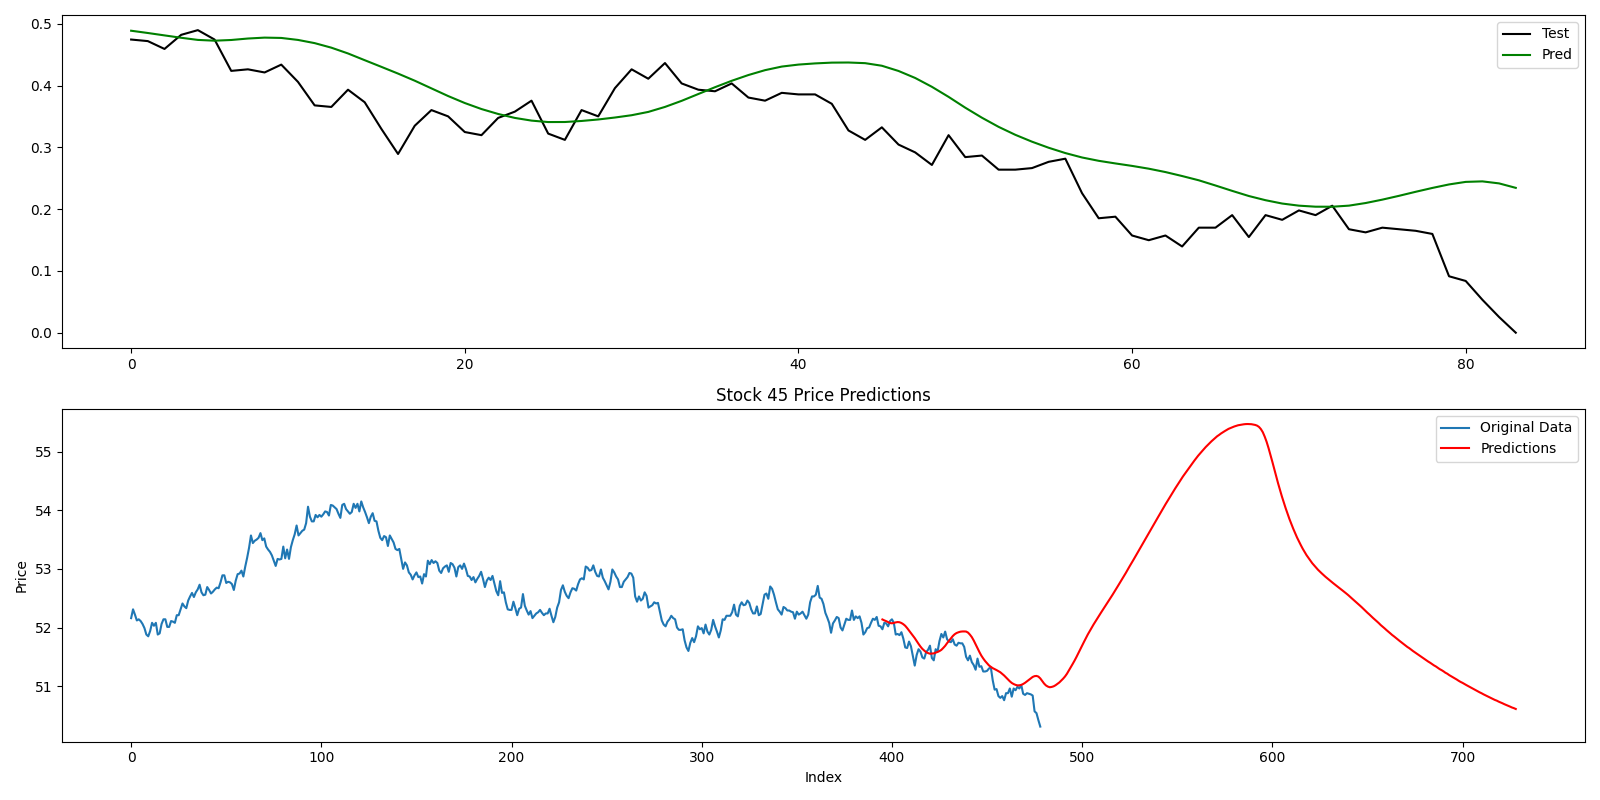 0.5
0.4
0.3
0.2
0.1
0.0
Test
Pred
0 20 40 60 80
Stock 45 Price Predictions
Price
55
54
53
52
51
Original Data
Predictions
0 100 200 300 400 500 600 700
Index